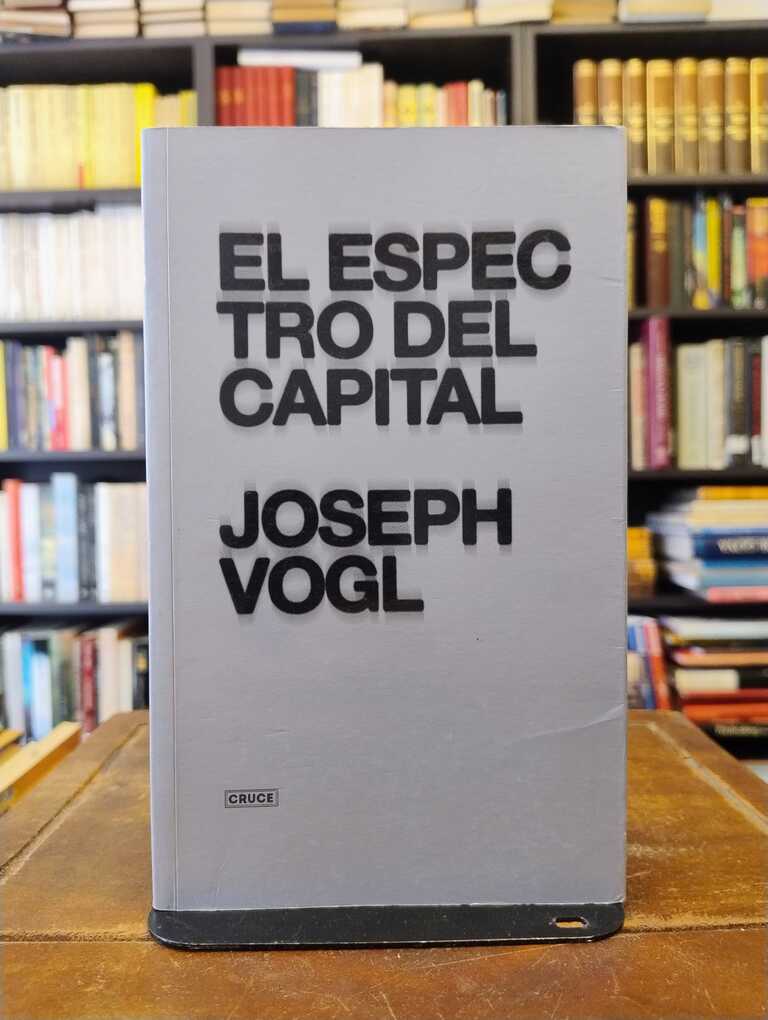 EL ESPEC
TRO DEL
CAPITAL
JOSEPH
VOGL
CRUCE